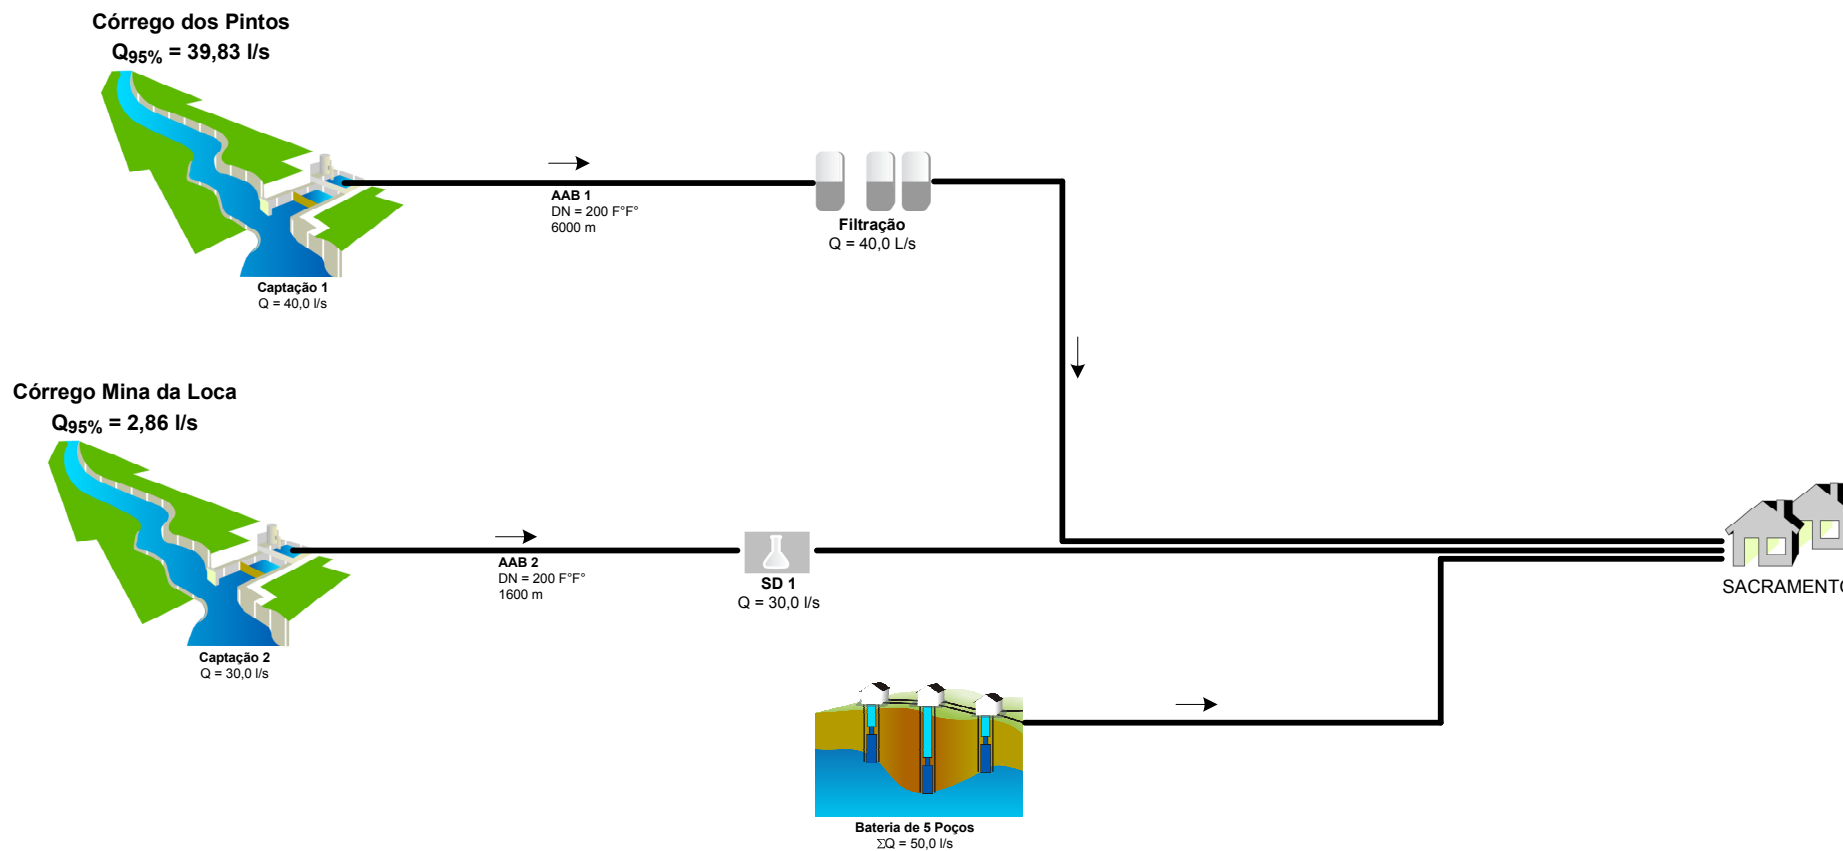 Córrego dos Pintos
Q95% = 39,83 l/s
AAB 1
DN = 200 F°F°
6000 m
Filtração
Q = 40,0 L/s
Captação 1
Q = 40,0 l/s
Córrego Mina da Loca
Q95% = 2,86 l/s
AAB 2
DN = 200 F°F°
1600 m
SD 1
Q = 30,0 l/s
SACRAMENTO
Captação 2
Q = 30,0 l/s
Bateria de 5 Poços
ΣQ = 50,0 l/s